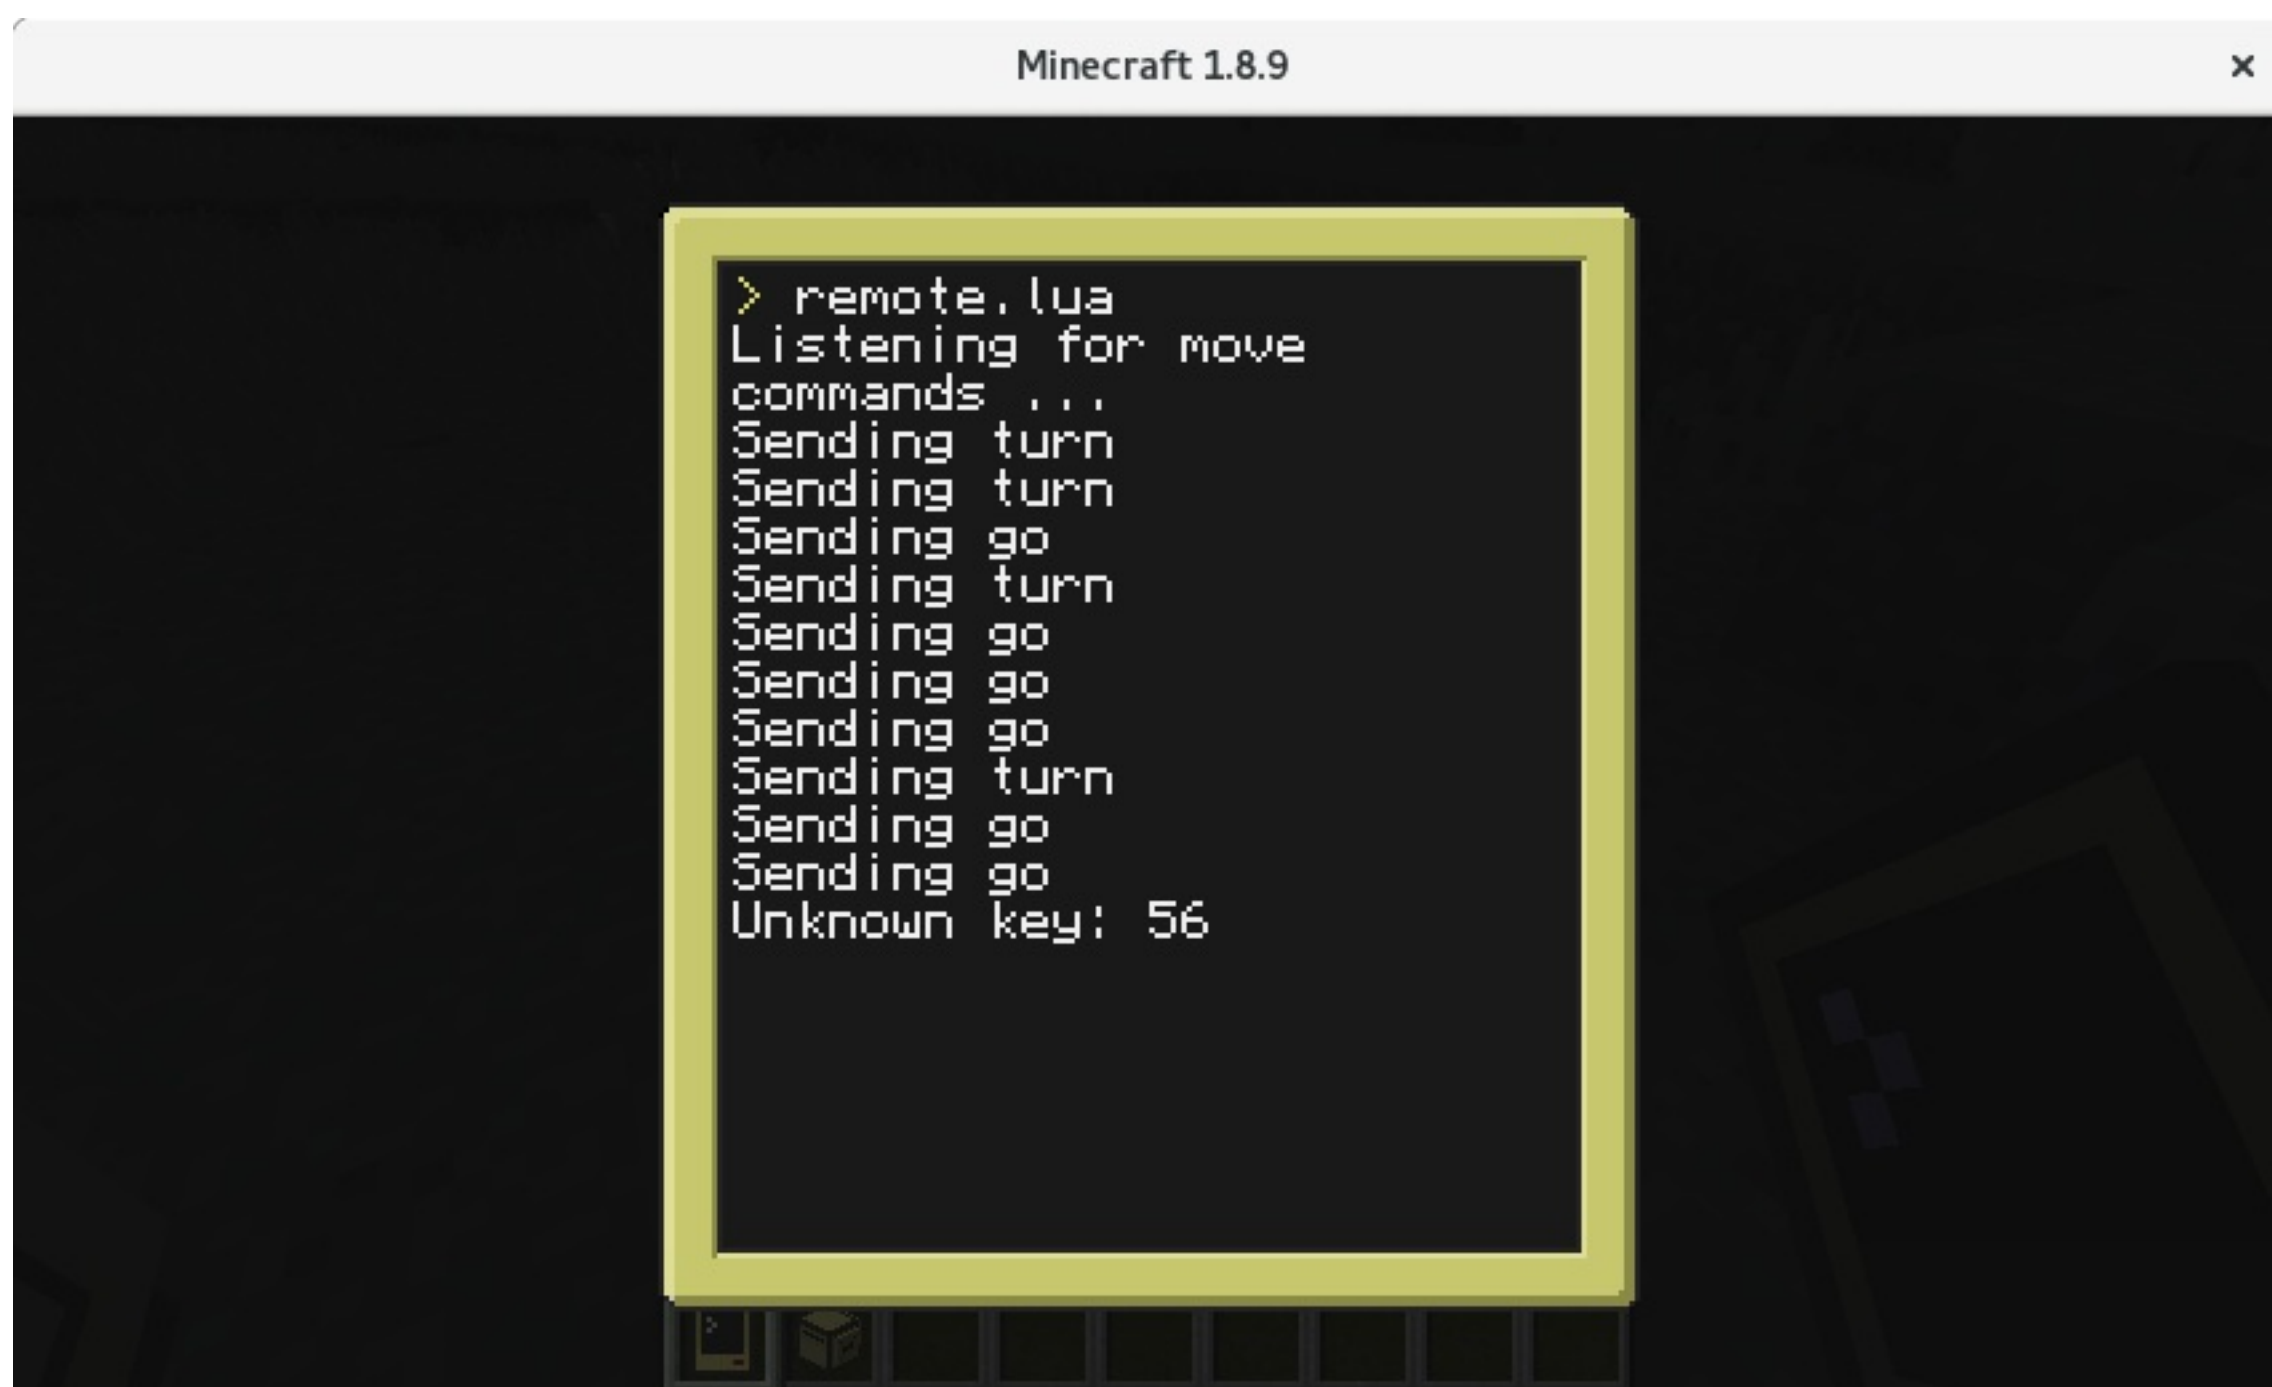 Minecraft 1.8.9 ×
> remote.lua
Listening for move
commands ...
Sending turn
Sending turn
Sending go
Sending turn
Sending go
Sending go
Sending go
Sending turn
Sending go
Sending go
Unknown key: 56